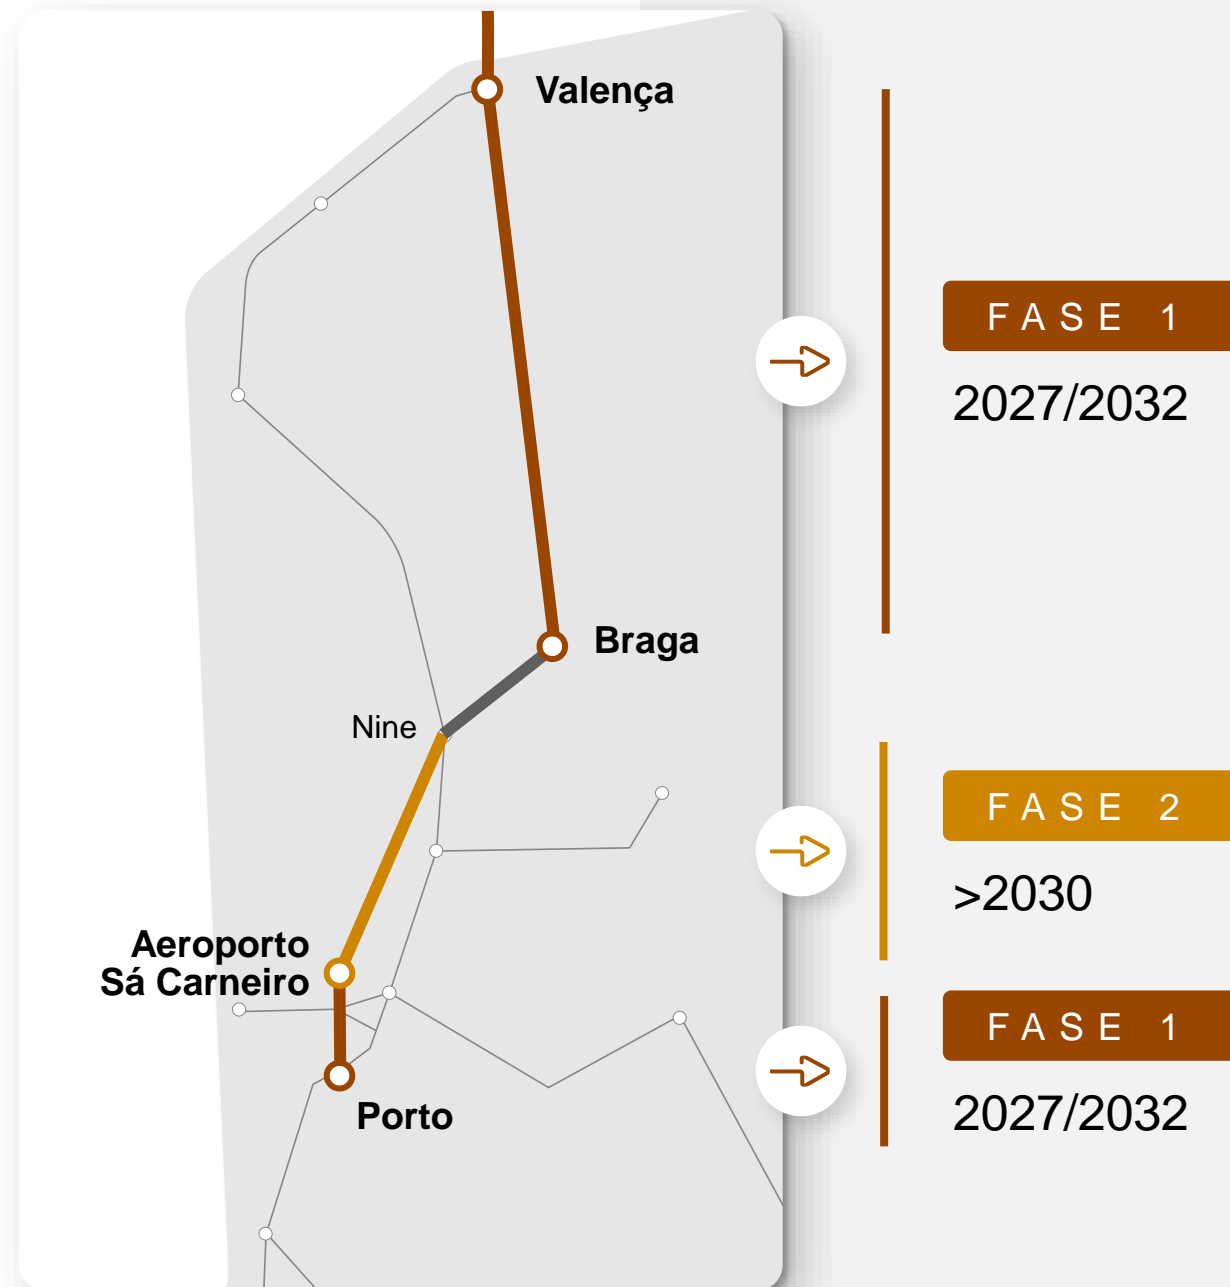 Valença
FASE 1
2027/2032
Braga
Nine
FASE 2
>2030
Aeroporto
Sá Carneiro
FASE 1
2027/2032
Porto